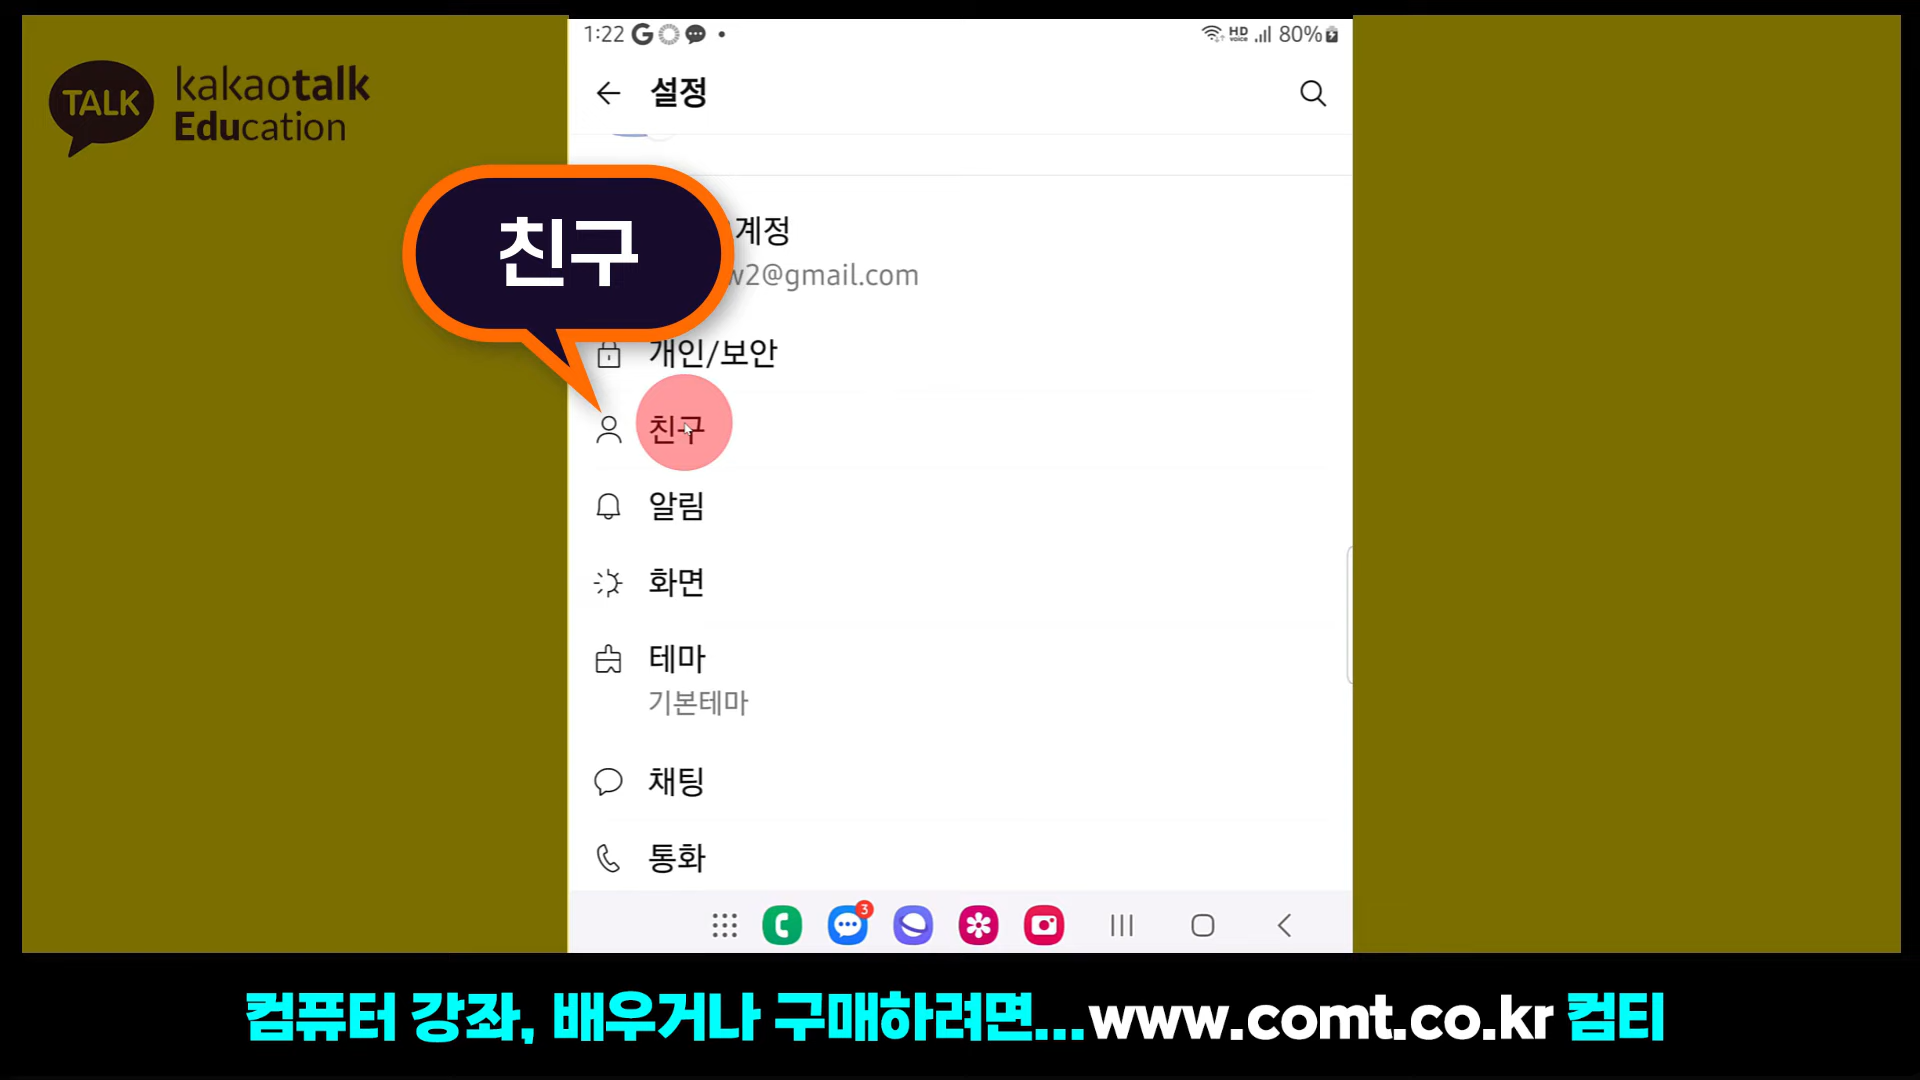 1:22
HD voice
80%
TALK
kakaotalk
Education
설정
친구
계정
w2@gmail.com
개인/보안
친구
알림
화면
테마
기본테마
채팅
통화
3
컴퓨터 강좌, 배우거나 구매하려면...www.comt.co.kr 컴티